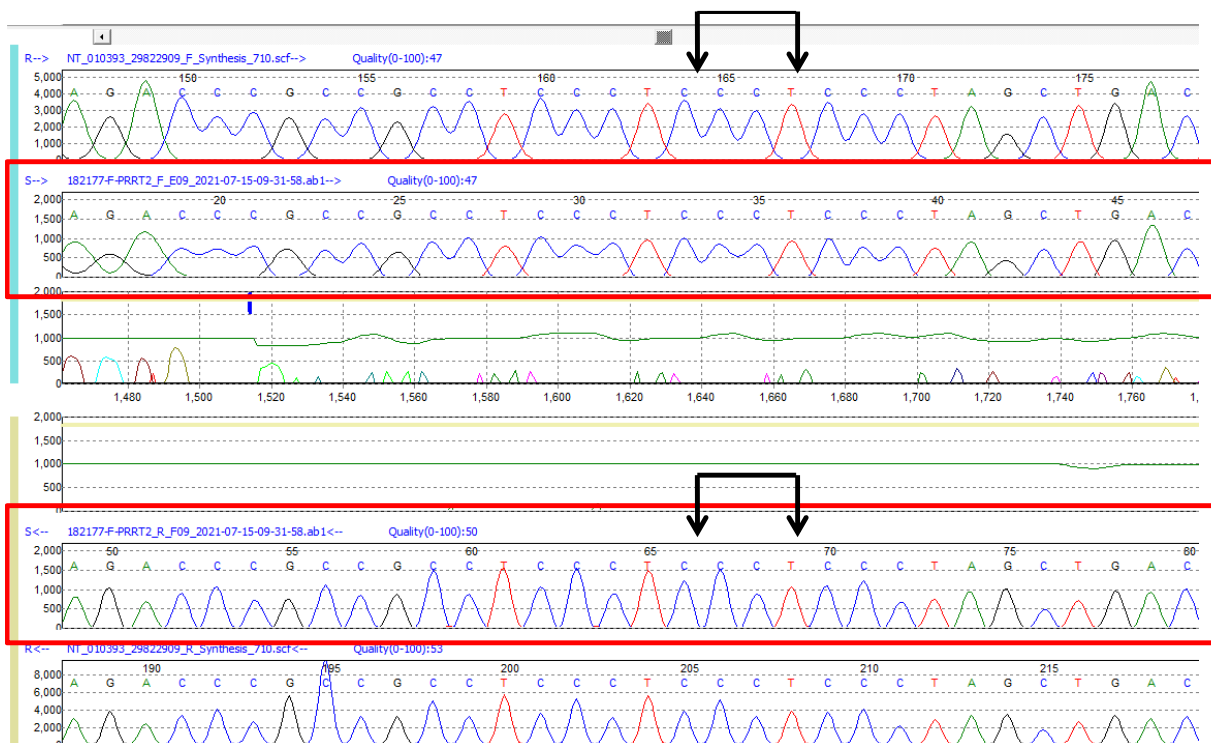 R--> NT_010393_29822909_F_Synthesis_710.scf--> Quality(0-100):47
5,000 150 155 160 165 170 175
4,000 A G A C C C G C C G C C T C C C T C C C T C C C T A G C T G A C
3,000
2,000
1,000
0
S--> 182177-F-PRRT2_F_E09_2021-07-15-09-31-58.ab1--> Quality(0-100):47
2,000 20 25 30 35 40 45
1,500 A G A C C C G C C G C C T C C C T C C C T C C C T A G C T G A C
1,000
500
0
2,000
1,500
1,000
500
0
1,480 1,500 1,520 1,540 1,560 1,580 1,600 1,620 1,640 1,660 1,680 1,700 1,720 1,740 1,760 1,
2,000
1,500
1,000
500
0
S<-- 182177-F-PRRT2_R_F09_2021-07-15-09-31-58.ab1<-- Quality(0-100):50
2,000 50 55 60 65 70 75 80
1,500 A G A C C C G C C G C C T C C C T C C C T C C C T A G C T G A C
1,000
500
0
R<-- NT_010393_29822909_R_Synthesis_710.scf<-- Quality(0-100):53
8,000 190 195 200 205 210 215
6,000 A G A C C C G C C G C C T C C C T C C C T C C C T A G C T G A C
4,000
2,000
0